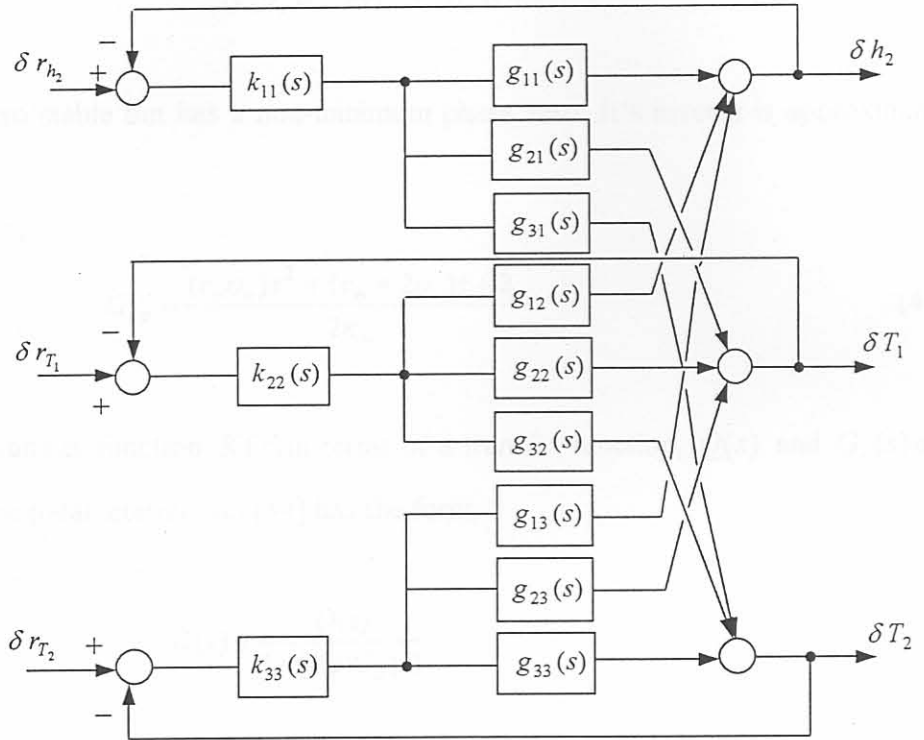 −
δ r_{h_2} + k_{11}(s) g_{11}(s) δ h_2
g_{21}(s)
g_{31}(s)
g_{12}(s)
−
δ r_{T_1} + k_{22}(s) g_{22}(s) δ T_1
g_{32}(s)
g_{13}(s)
g_{23}(s)
δ r_{T_2} + k_{33}(s) g_{33}(s) δ T_2
−